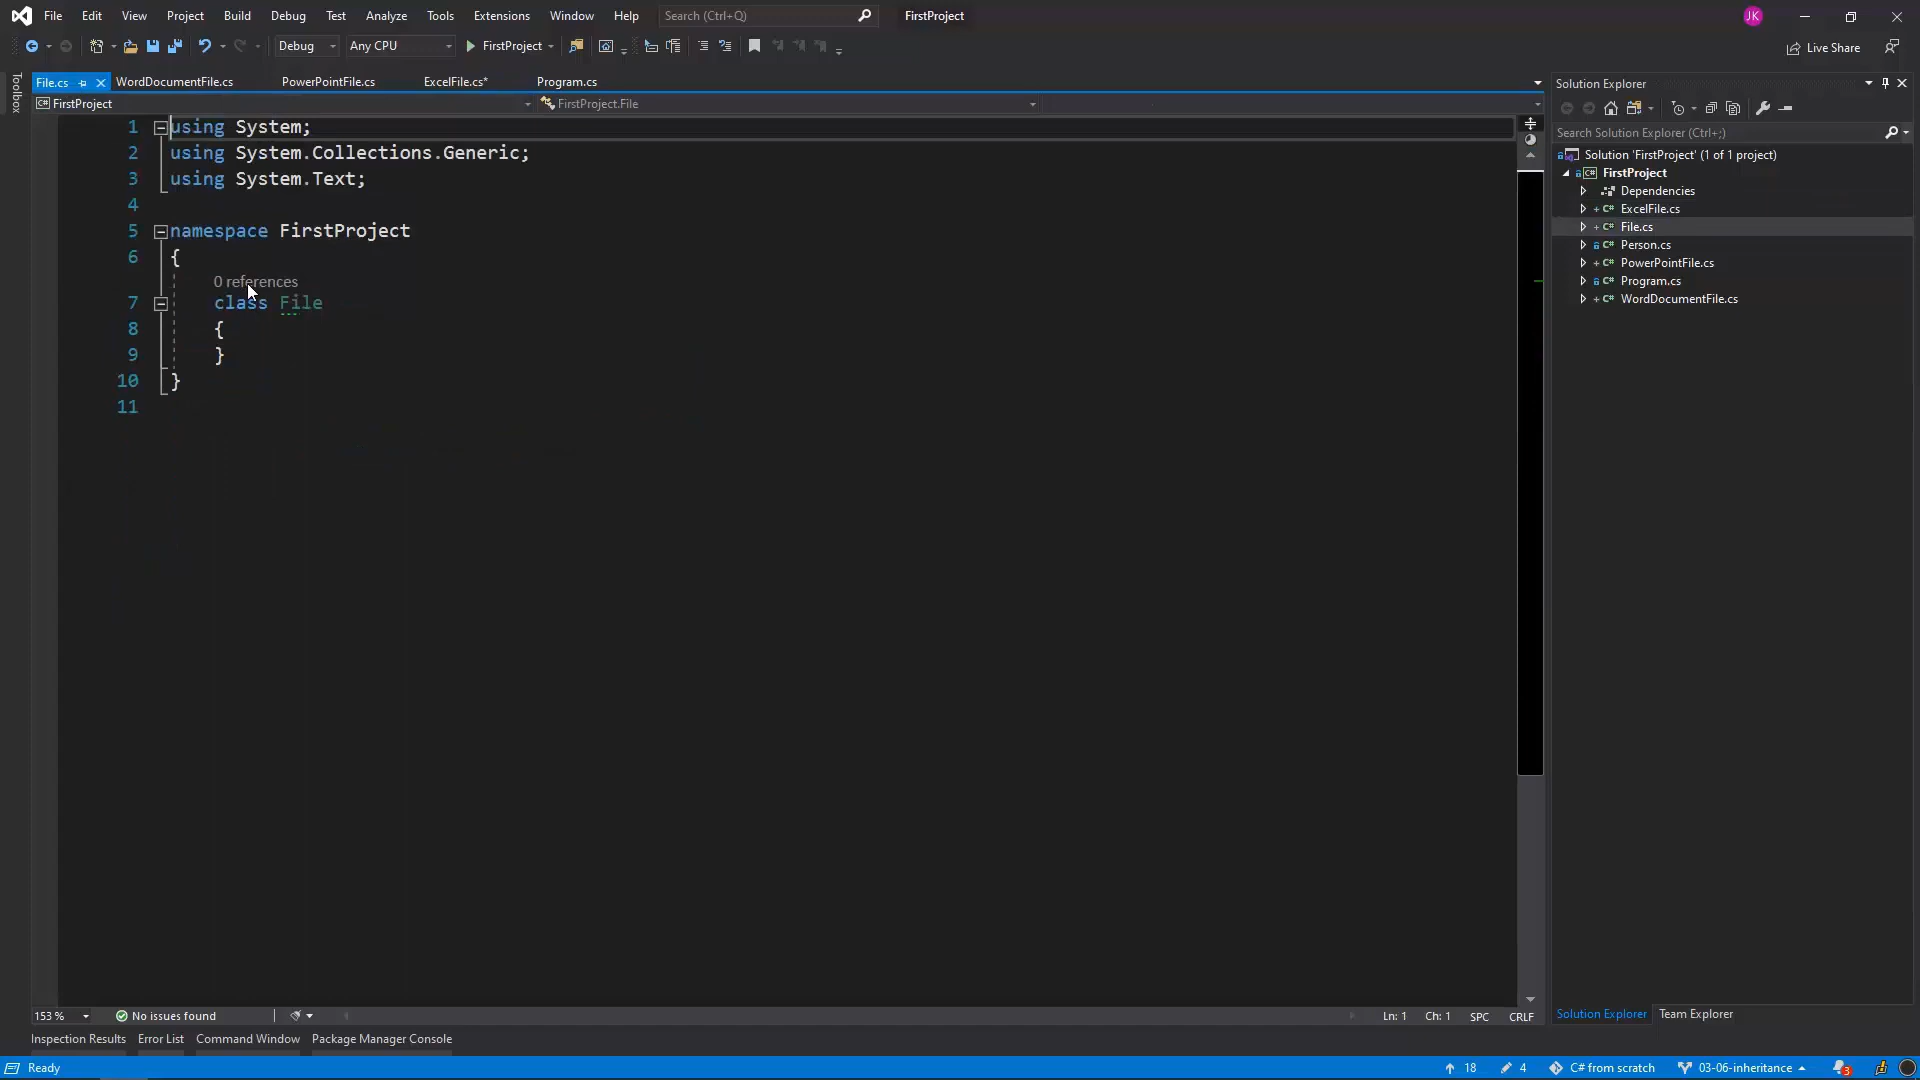 File Edit View Project Build Debug Test Analyze Tools Extensions Window Help Search (Ctrl+Q) FirstProject JK
Debug Any CPU FirstProject Live Share
Toolbox
File.cs WordDocumentFile.cs PowerPointFile.cs ExcelFile.cs* Program.cs
C# FirstProject FirstProject.File
1 using System;
2 using System.Collections.Generic;
3 using System.Text;
4
5 namespace FirstProject
6 {
0 references
7 class File
8 {
9 }
10 }
11
Solution Explorer
Search Solution Explorer (Ctrl+;)
Solution 'FirstProject' (1 of 1 project)
C# FirstProject
Dependencies
+ C# ExcelFile.cs
+ C# File.cs
C# Person.cs
+ C# PowerPointFile.cs
C# Program.cs
+ C# WordDocumentFile.cs
Solution Explorer Team Explorer
153 % No issues found Ln: 1 Ch: 1 SPC CRLF
Inspection Results Error List Command Window Package Manager Console
Ready 18 4 C# from scratch 03-06-inheritance 3